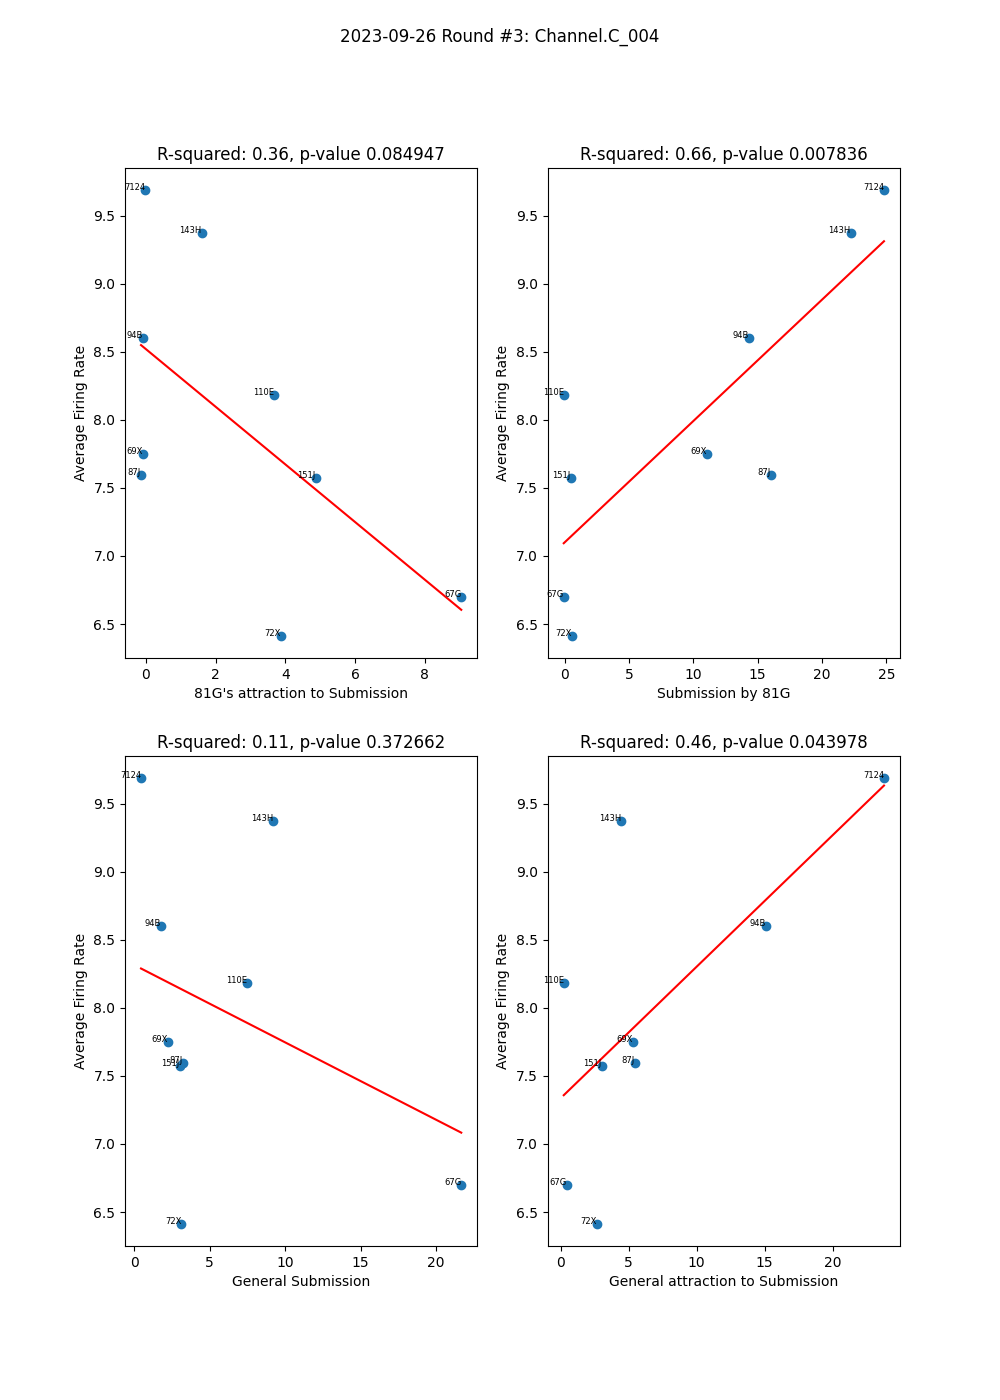 2023-09-26 Round #3: Channel.C_004
R-squared: 0.36, p-value 0.084947
7124
143H
94B
110E
69X
87J
151J
67G
72X
9.5
9.0
8.5
8.0
7.5
7.0
6.5
Average Firing Rate
0 2 4 6 8
81G's attraction to Submission
R-squared: 0.66, p-value 0.007836
7124
143H
94B
110E
69X
87J
151J
67G
72X
9.5
9.0
8.5
8.0
7.5
7.0
6.5
Average Firing Rate
0 5 10 15 20 25
Submission by 81G
R-squared: 0.11, p-value 0.372662
7124
143H
94B
110E
69X
87J
151J
67G
72X
9.5
9.0
8.5
8.0
7.5
7.0
6.5
Average Firing Rate
0 5 10 15 20
General Submission
R-squared: 0.46, p-value 0.043978
7124
143H
94B
110E
69X
87J
151J
67G
72X
9.5
9.0
8.5
8.0
7.5
7.0
6.5
Average Firing Rate
0 5 10 15 20
General attraction to Submission